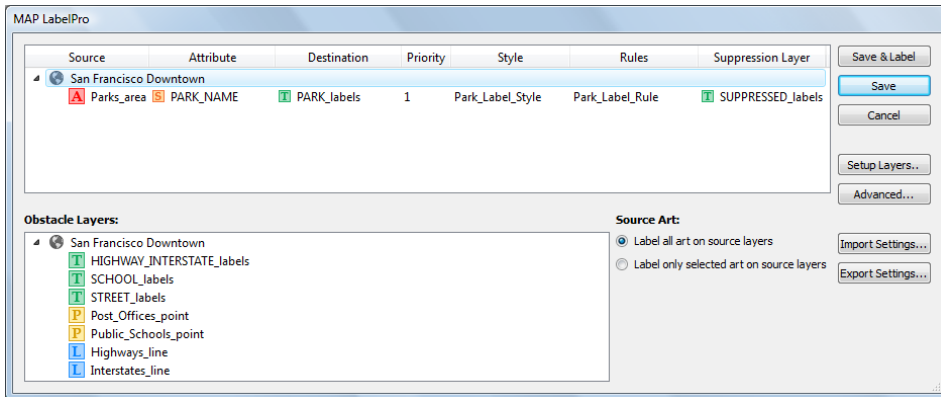 MAP LabelPro
Source Attribute Destination Priority Style Rules Suppression Layer
San Francisco Downtown
A Parks_area S PARK_NAME T PARK_labels 1 Park_Label_Style Park_Label_Rule T SUPPRESSED_labels
Save & Label
Save
Cancel
Setup Layers..
Advanced...
Obstacle Layers:
San Francisco Downtown
T HIGHWAY_INTERSTATE_labels
T SCHOOL_labels
T STREET_labels
P Post_Offices_point
P Public_Schools_point
L Highways_line
L Interstates_line
Source Art:
Label all art on source layers
Label only selected art on source layers
Import Settings...
Export Settings...